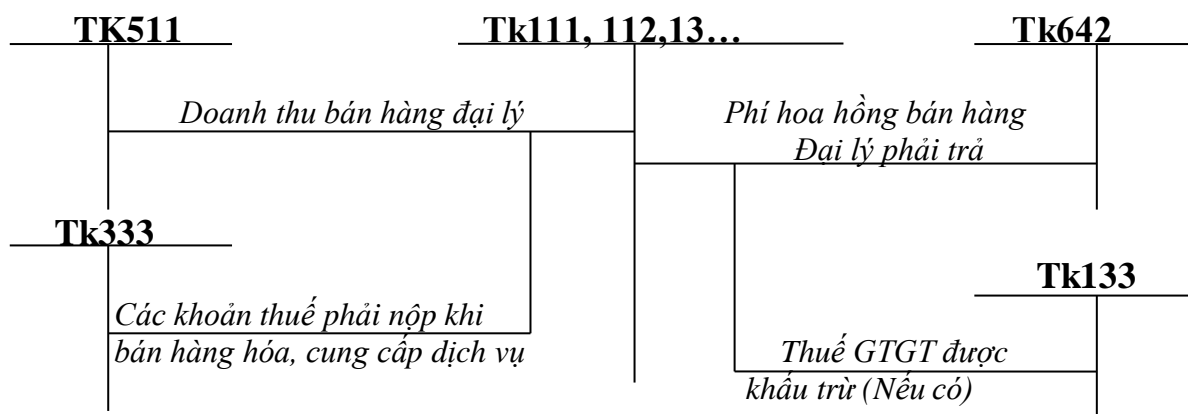 TK511
Tk111, 112,13…
Tk642
Doanh thu bán hàng đại lý
Phí hoa hồng bán hàng
Đại lý phải trả
Tk333
Tk133
Các khoản thuế phải nộp khi
bán hàng hóa, cung cấp dịch vụ
Thuế GTGT được
khấu trừ (Nếu có)